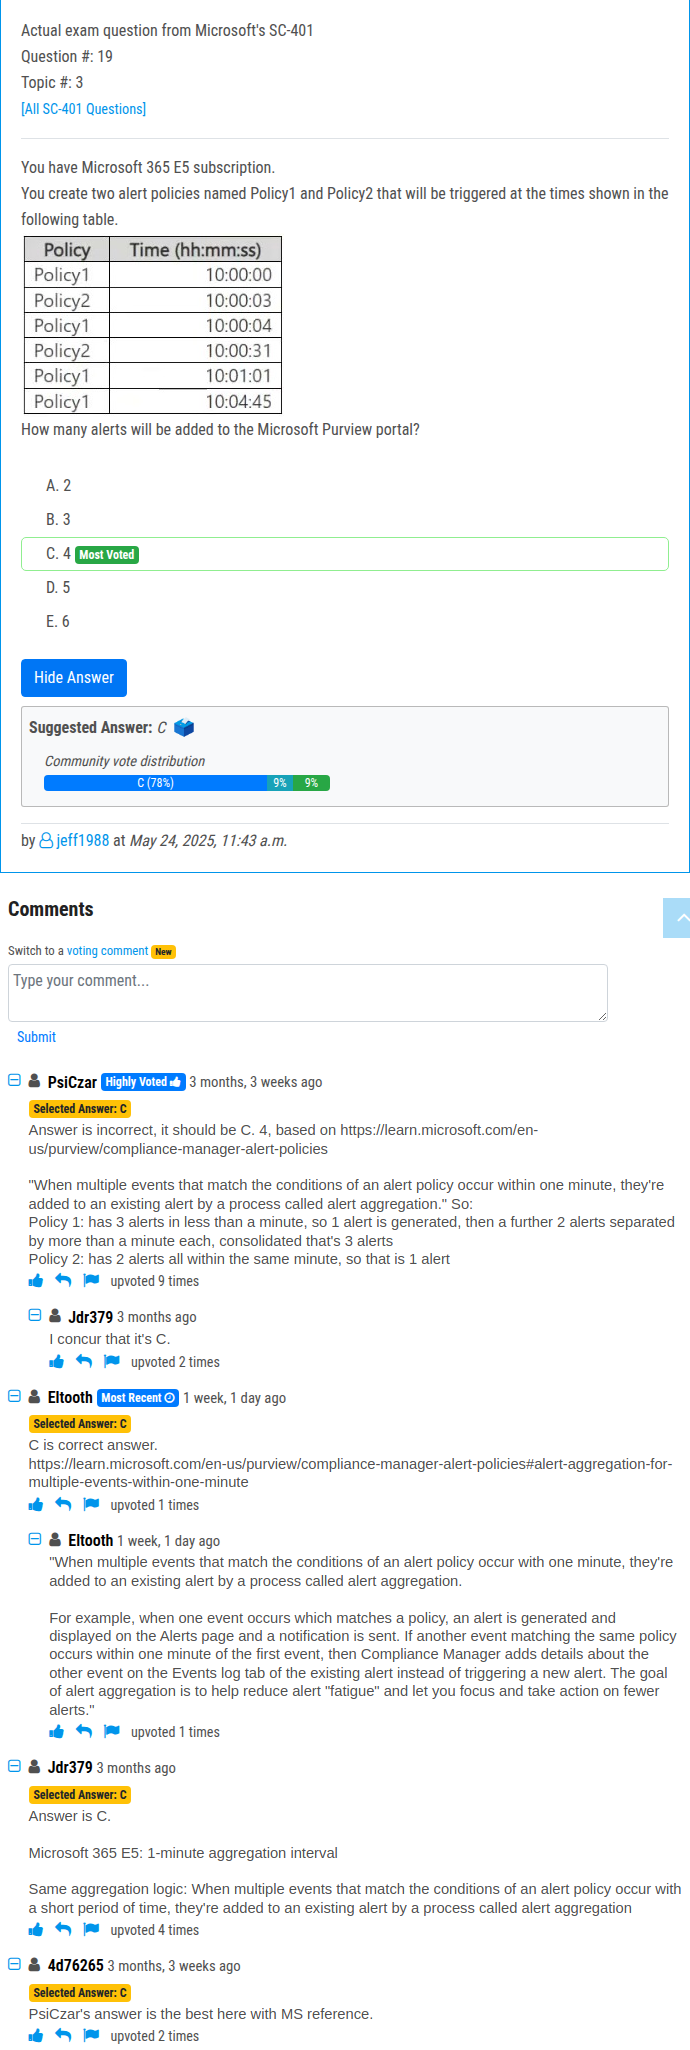 Actual exam question from Microsoft's SC-401
Question #: 19
Topic #: 3
[All SC-401 Questions]
You have Microsoft 365 E5 subscription.
You create two alert policies named Policy1 and Policy2 that will be triggered at the times shown in the
following table.
Policy Time (hh:mm:ss)
Policy1 10:00:00
Policy2 10:00:03
Policy1 10:00:04
Policy2 10:00:31
Policy1 10:01:01
Policy1 10:04:45
How many alerts will be added to the Microsoft Purview portal?
A. 2
B. 3
C. 4 Most Voted
D. 5
E. 6
Hide Answer
Suggested Answer: C
Community vote distribution
C (78%) 9% 9%
by jeff1988 at May 24, 2025, 11:43 a.m.
Comments
Switch to a voting comment New
Type your comment...
Submit
PsiCzar Highly Voted 3 months, 3 weeks ago
Selected Answer: C
Answer is incorrect, it should be C. 4, based on https://learn.microsoft.com/en-
us/purview/compliance-manager-alert-policies
"When multiple events that match the conditions of an alert policy occur within one minute, they're
added to an existing alert by a process called alert aggregation." So:
Policy 1: has 3 alerts in less than a minute, so 1 alert is generated, then a further 2 alerts separated
by more than a minute each, consolidated that's 3 alerts
Policy 2: has 2 alerts all within the same minute, so that is 1 alert
upvoted 9 times
Jdr379 3 months ago
I concur that it's C.
upvoted 2 times
Eltooth Most Recent 1 week, 1 day ago
Selected Answer: C
C is correct answer.
https://learn.microsoft.com/en-us/purview/compliance-manager-alert-policies#alert-aggregation-for-
multiple-events-within-one-minute
upvoted 1 times
Eltooth 1 week, 1 day ago
"When multiple events that match the conditions of an alert policy occur with one minute, they're
added to an existing alert by a process called alert aggregation.
For example, when one event occurs which matches a policy, an alert is generated and
displayed on the Alerts page and a notification is sent. If another event matching the same policy
occurs within one minute of the first event, then Compliance Manager adds details about the
other event on the Events log tab of the existing alert instead of triggering a new alert. The goal
of alert aggregation is to help reduce alert "fatigue" and let you focus and take action on fewer
alerts."
upvoted 1 times
Jdr379 3 months ago
Selected Answer: C
Answer is C.
Microsoft 365 E5: 1-minute aggregation interval
Same aggregation logic: When multiple events that match the conditions of an alert policy occur with
a short period of time, they're added to an existing alert by a process called alert aggregation
upvoted 4 times
4d76265 3 months, 3 weeks ago
Selected Answer: C
PsiCzar's answer is the best here with MS reference.
upvoted 2 times